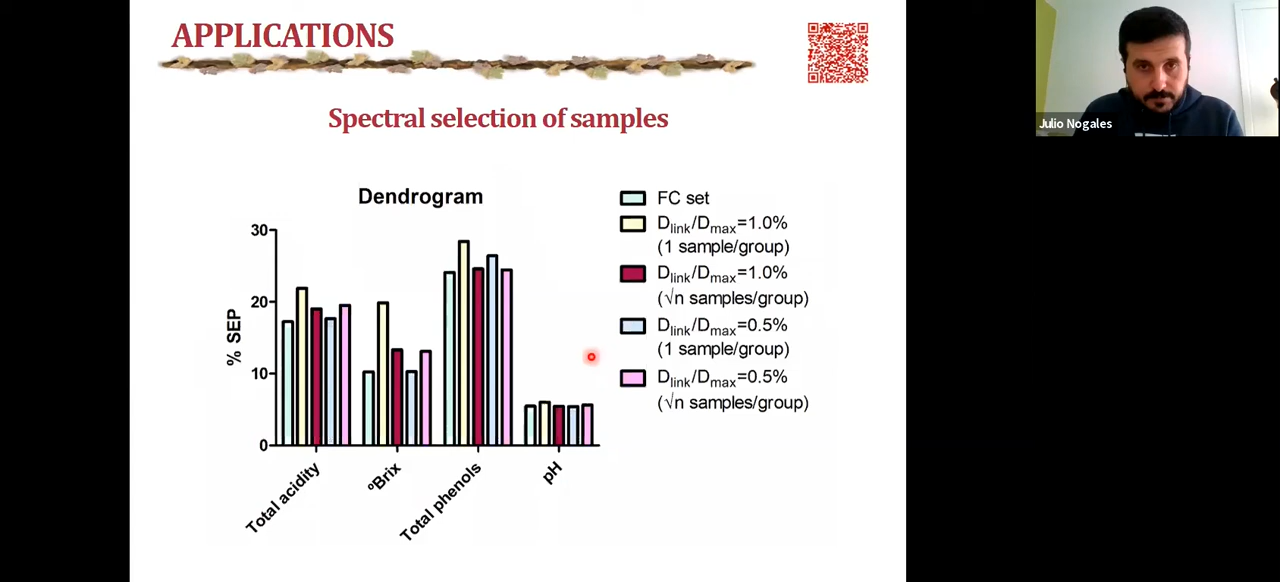 APPLICATIONS
Spectral selection of samples
Dendrogram
% SEP
30
20
10
0
Total acidity
ºBrix
Total phenols
pH
FC set
Dlink/Dmax=1.0%
(1 sample/group)
Dlink/Dmax=1.0%
(√n samples/group)
Dlink/Dmax=0.5%
(1 sample/group)
Dlink/Dmax=0.5%
(√n samples/group)
Julio Nogales